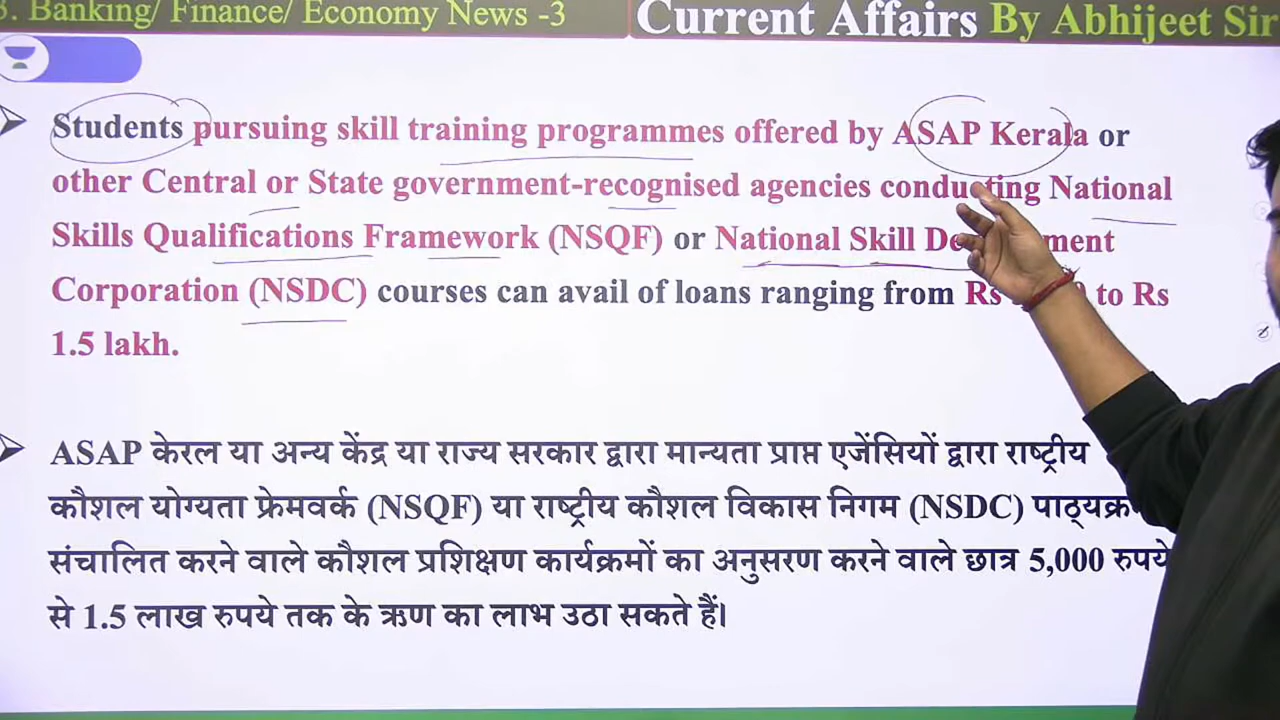 3. Banking/ Finance/ Economy News -3
Current Affairs By Abhijeet Sir
Students pursuing skill training programmes offered by ASAP Kerala or
other Central or State government-recognised agencies conducting National
Skills Qualifications Framework (NSQF) or National Skill
Corporation (NSDC) courses can avail of loans ranging from Rs to Rs
1.5 lakh.
ASAP केरल या अन्य केंद्र या राज्य सरकार द्वारा मान्यता प्राप्त एजेंसियों द्वारा राष्ट्रीय
कौशल योग्यता फ्रेमवर्क (NSQF) या राष्ट्रीय कौशल विकास निगम (NSDC)
संचालित करने वाले कौशल प्रशिक्षण कार्यक्रमों का अनुसरण करने वाले छात्र 5,000 रुपये
से 1.5 लाख रुपये तक के ऋण का लाभ उठा सकते हैं।